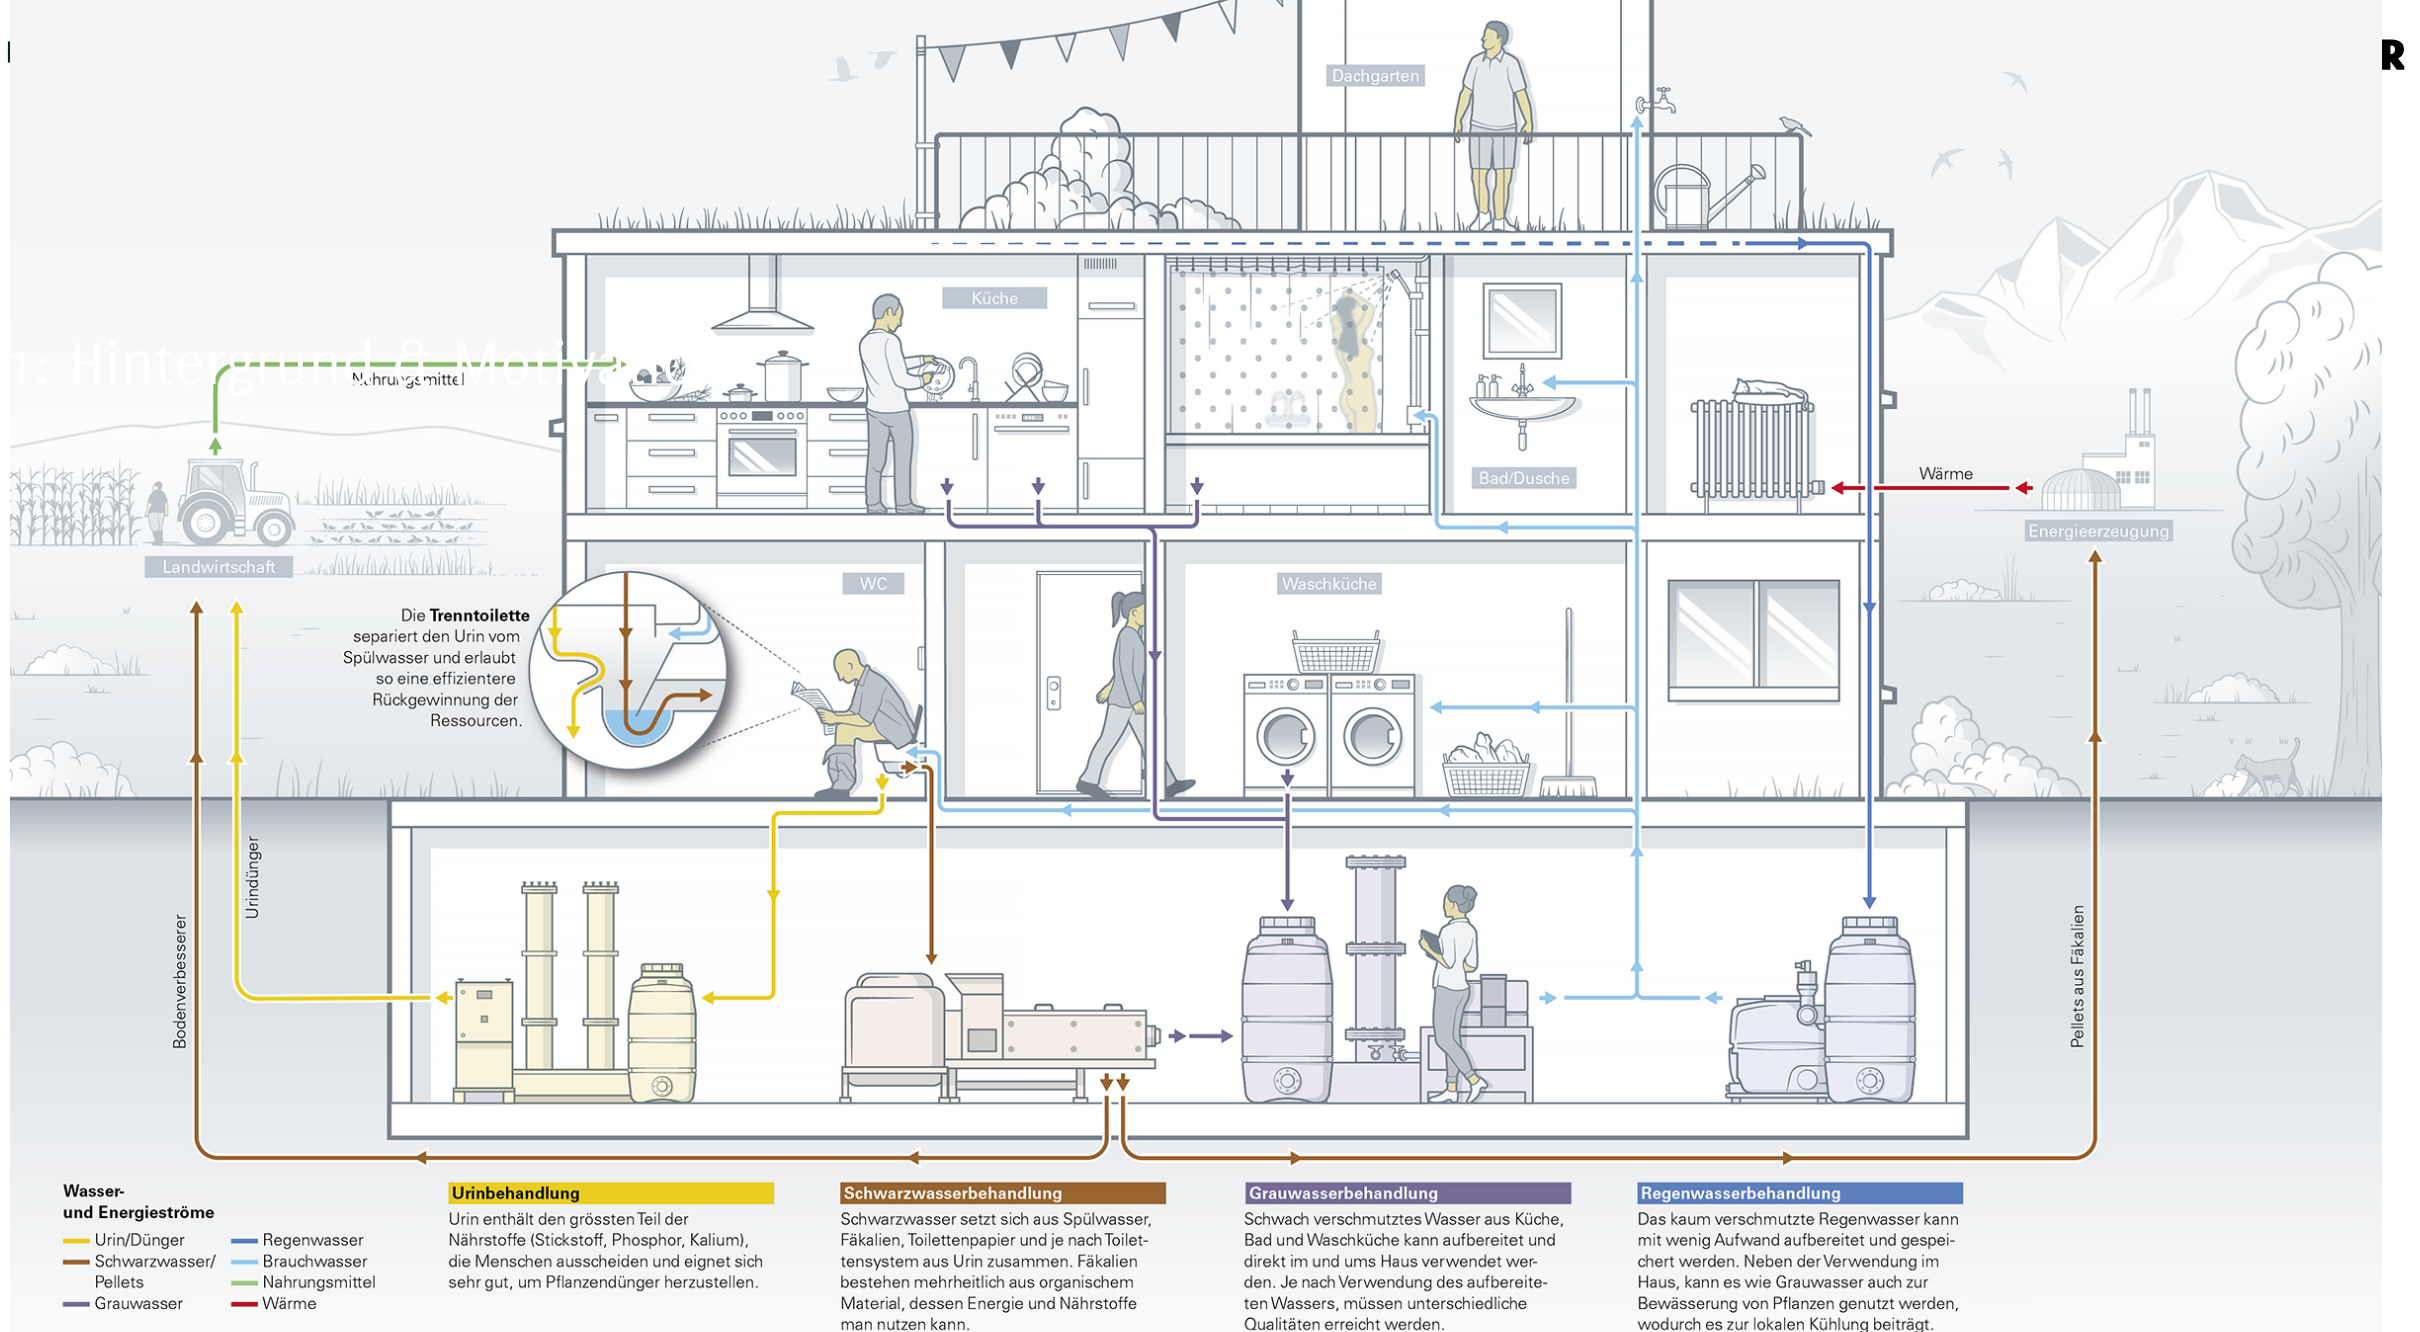 R
Dachgarten
Küche
1: Hintergrund & Motiva
Nahrungsmittel
Bad/Dusche
Wärme
Energieerzeugung
Landwirtschaft
WC
Waschküche
Die Trenntoilette
separiert den Urin vom
Spülwasser und erlaubt
so eine effizientere
Rückgewinnung der
Ressourcen.
Urindünger
Bodenverbesserer
Pellets aus Fäkalien
Wasser-
und Energieströme
Urin/Dünger
Schwarzwasser/
Pellets
Grauwasser
Regenwasser
Brauchwasser
Nahrungsmittel
Wärme
Urinbehandlung
Urin enthält den grössten Teil der
Nährstoffe (Stickstoff, Phosphor, Kalium),
die Menschen ausscheiden und eignet sich
sehr gut, um Pflanzendünger herzustellen.
Schwarzwasserbehandlung
Schwarzwasser setzt sich aus Spülwasser,
Fäkalien, Toilettenpapier und je nach Toilet-
tensystem aus Urin zusammen. Fäkalien
bestehen mehrheitlich aus organischem
Material, dessen Energie und Nährstoffe
man nutzen kann.
Grauwasserbehandlung
Schwach verschmutztes Wasser aus Küche,
Bad und Waschküche kann aufbereitet und
direkt im und ums Haus verwendet wer-
den. Je nach Verwendung des aufbereite-
ten Wassers, müssen unterschiedliche
Qualitäten erreicht werden.
Regenwasserbehandlung
Das kaum verschmutzte Regenwasser kann
mit wenig Aufwand aufbereitet und gespei-
chert werden. Neben der Verwendung im
Haus, kann es wie Grauwasser auch zur
Bewässerung von Pflanzen genutzt werden,
wodurch es zur lokalen Kühlung beiträgt.